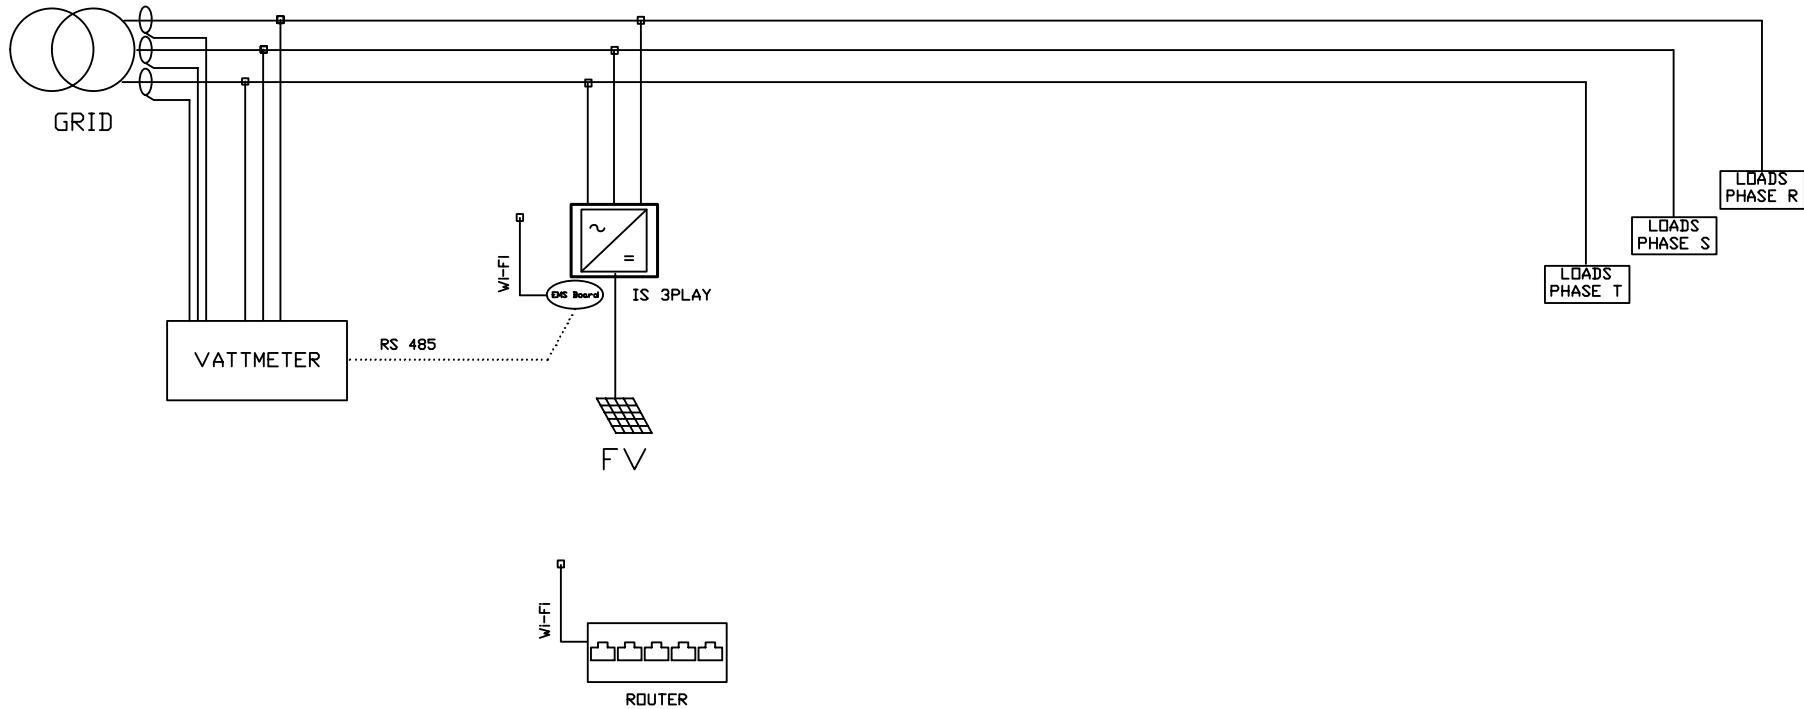 GRID
LOADS
PHASE R
LOADS
PHASE S
LOADS
PHASE T
Wi-Fi
EMS Board
IS 3PLAY
RS 485
VATTMETER
FV
Wi-Fi
ROUTER